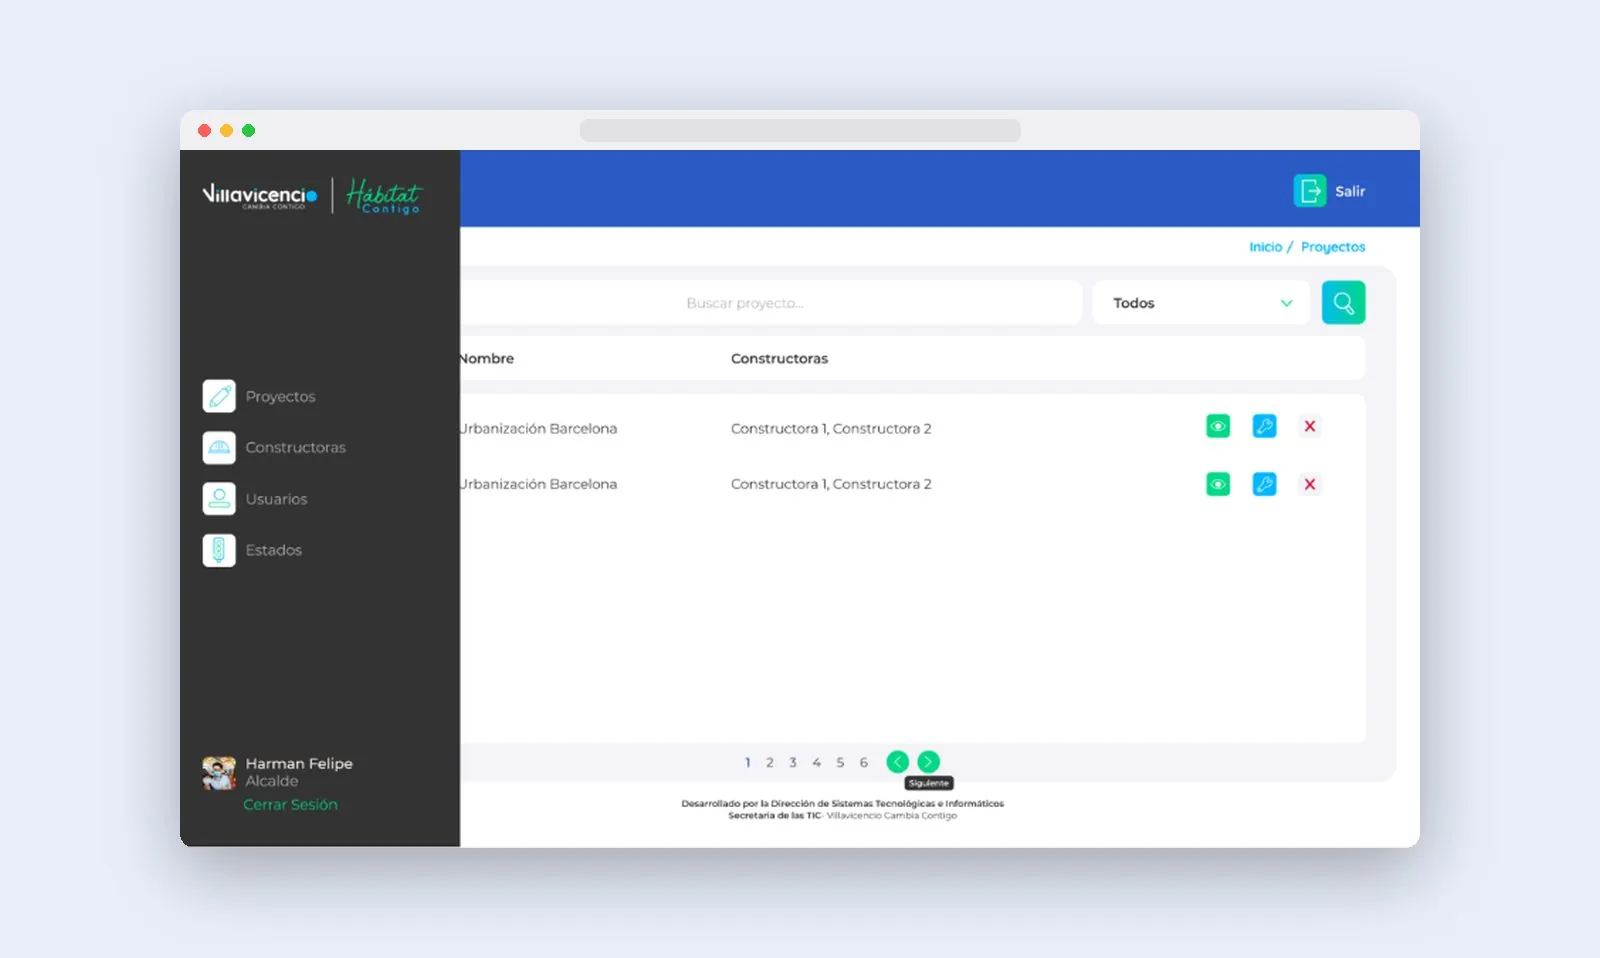 Villavicencio
CAMBIA CONTIGO
Hábitat
Contigo
Salir
Inicio / Proyectos
Buscar proyecto...
Todos
Nombre
Constructoras
Urbanización Barcelona
Constructora 1, Constructora 2
Urbanización Barcelona
Constructora 1, Constructora 2
Proyectos
Constructoras
Usuarios
Estados
Harman Felipe
Alcalde
Cerrar Sesión
1 2 3 4 5 6
Siguiente
Desarrollado por la Dirección de Sistemas Tecnológicas e Informáticos
Secretaria de las TIC- Villavicencio Cambia Contigo